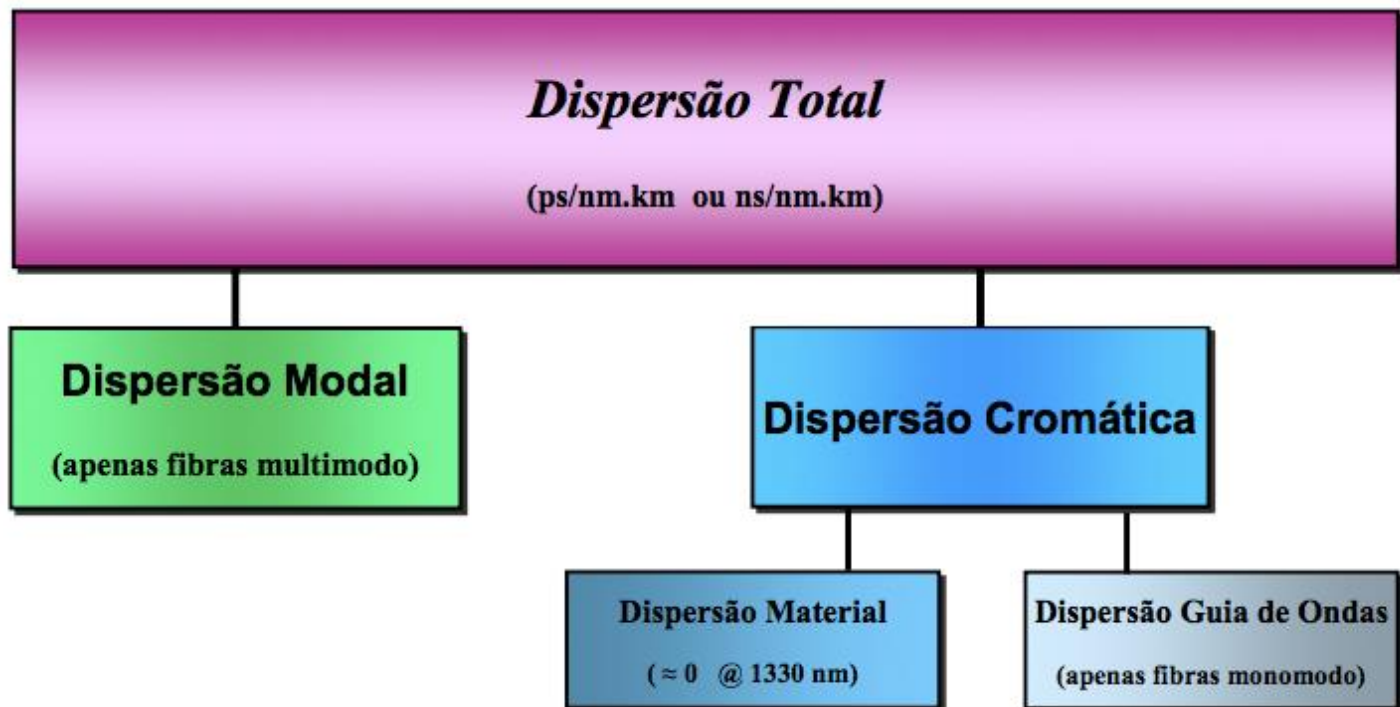 Dispersão Total
(ps/nm.km ou ns/nm.km)
Dispersão Modal
(apenas fibras multimodo)
Dispersão Cromática
Dispersão Material
( ≈ 0 @ 1330 nm)
Dispersão Guia de Ondas
(apenas fibras monomodo)